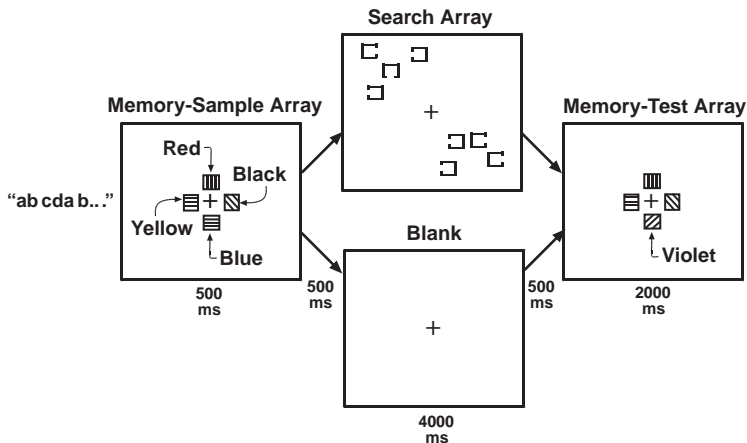 Search Array
Memory-Sample Array
Memory-Test Array
Red
Black
"ab cda b.. ."
Yellow
Blue
Blank
Violet
500
ms
500
ms
500
ms
2000
ms
4000
ms